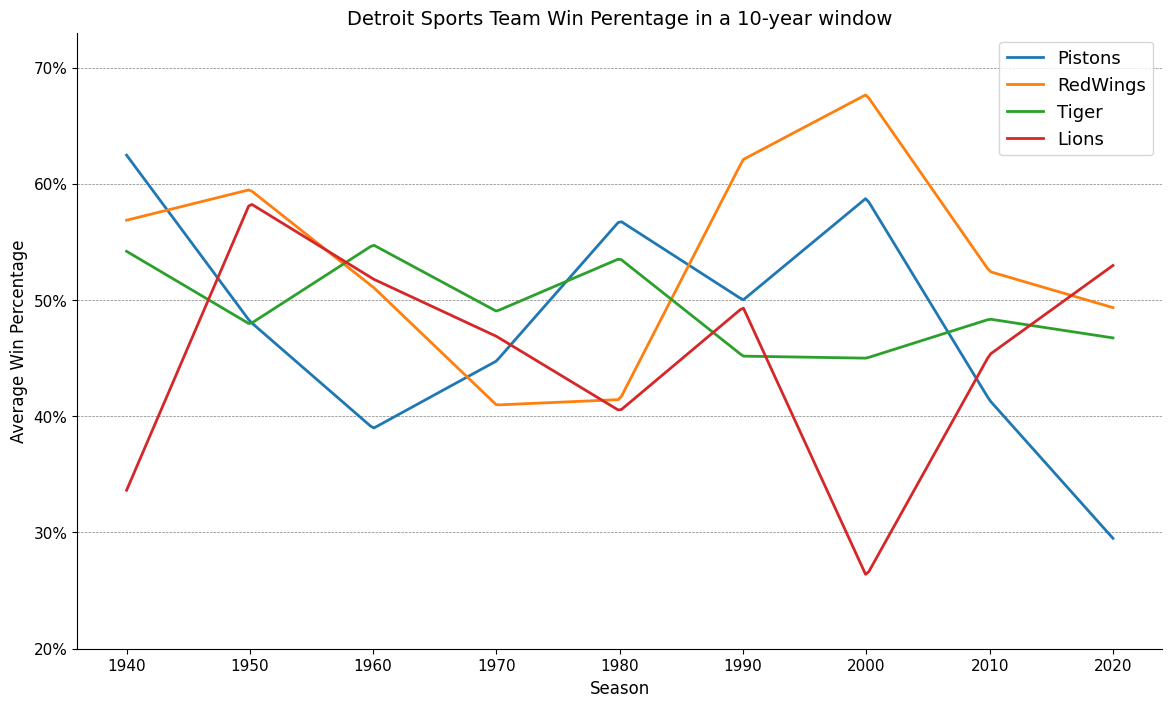 Detroit Sports Team Win Perentage in a 10-year window
Pistons
RedWings
Tiger
Lions
Average Win Percentage
70%
60%
50%
40%
30%
20%
1940 1950 1960 1970 1980 1990 2000 2010 2020
Season